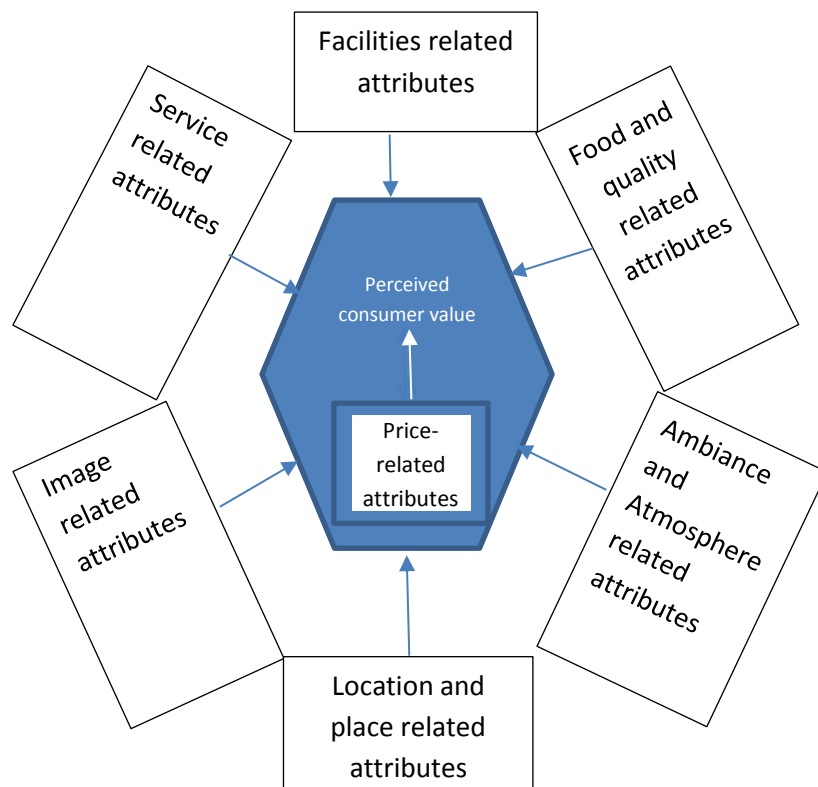 Facilities related
attributes
Service
related
attributes
Food and
quality
related
attributes
Perceived
consumer value
Price-
related
attributes
Image
related
attributes
Ambiance
and
Atmosphere
related
attributes
Location and
place related
attributes